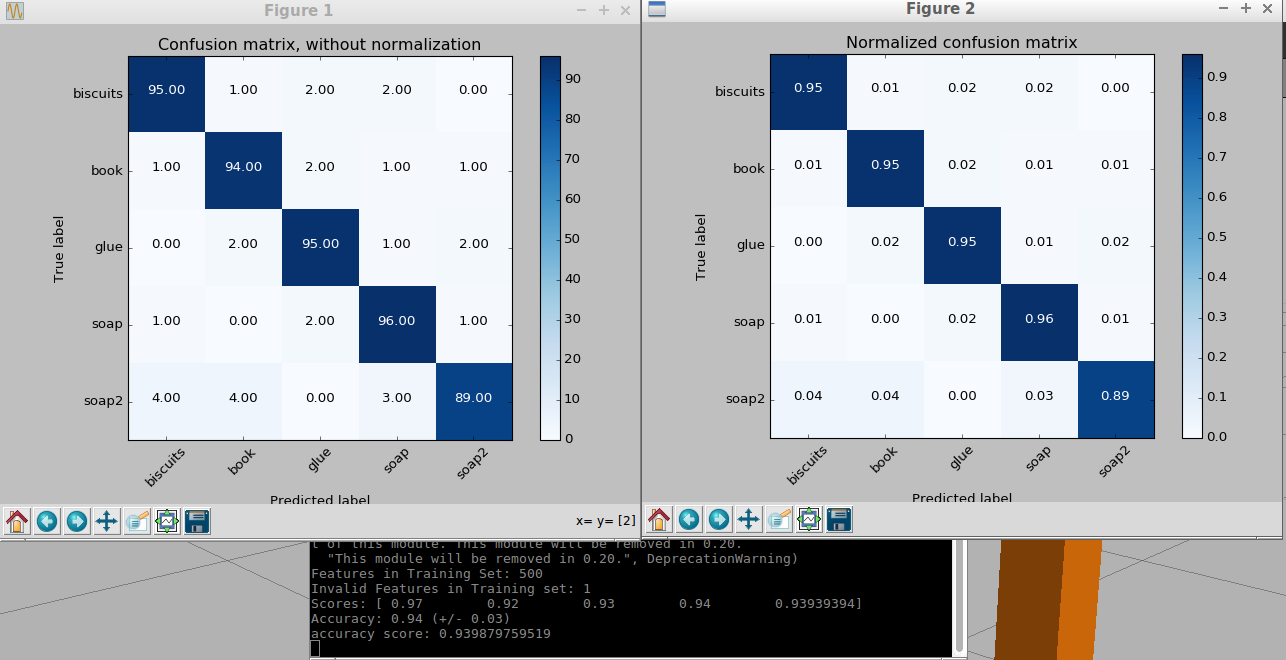 Figure 1
Confusion matrix, without normalization
biscuits 95.00 1.00 2.00 2.00 0.00
book 1.00 94.00 2.00 1.00 1.00
glue 0.00 2.00 95.00 1.00 2.00
soap 1.00 0.00 2.00 96.00 1.00
soap2 4.00 4.00 0.00 3.00 89.00
True label
biscuits book glue soap soap2
Predicted label
90
80
70
60
50
40
30
20
10
0
x= y= [2]
Figure 2
Normalized confusion matrix
biscuits 0.95 0.01 0.02 0.02 0.00
book 0.01 0.95 0.02 0.01 0.01
glue 0.00 0.02 0.95 0.01 0.02
soap 0.01 0.00 0.02 0.96 0.01
soap2 0.04 0.04 0.00 0.03 0.89
True label
biscuits book glue soap soap2
Predicted label
0.9
0.8
0.7
0.6
0.5
0.4
0.3
0.2
0.1
0.0
t of this module. This module will be removed in 0.20.
"This module will be removed in 0.20.", DeprecationWarning)
Features in Training Set: 500
Invalid Features in Training set: 1
Scores: [ 0.97 0.92 0.93 0.94 0.93939394]
Accuracy: 0.94 (+/- 0.03)
accuracy score: 0.939879759519